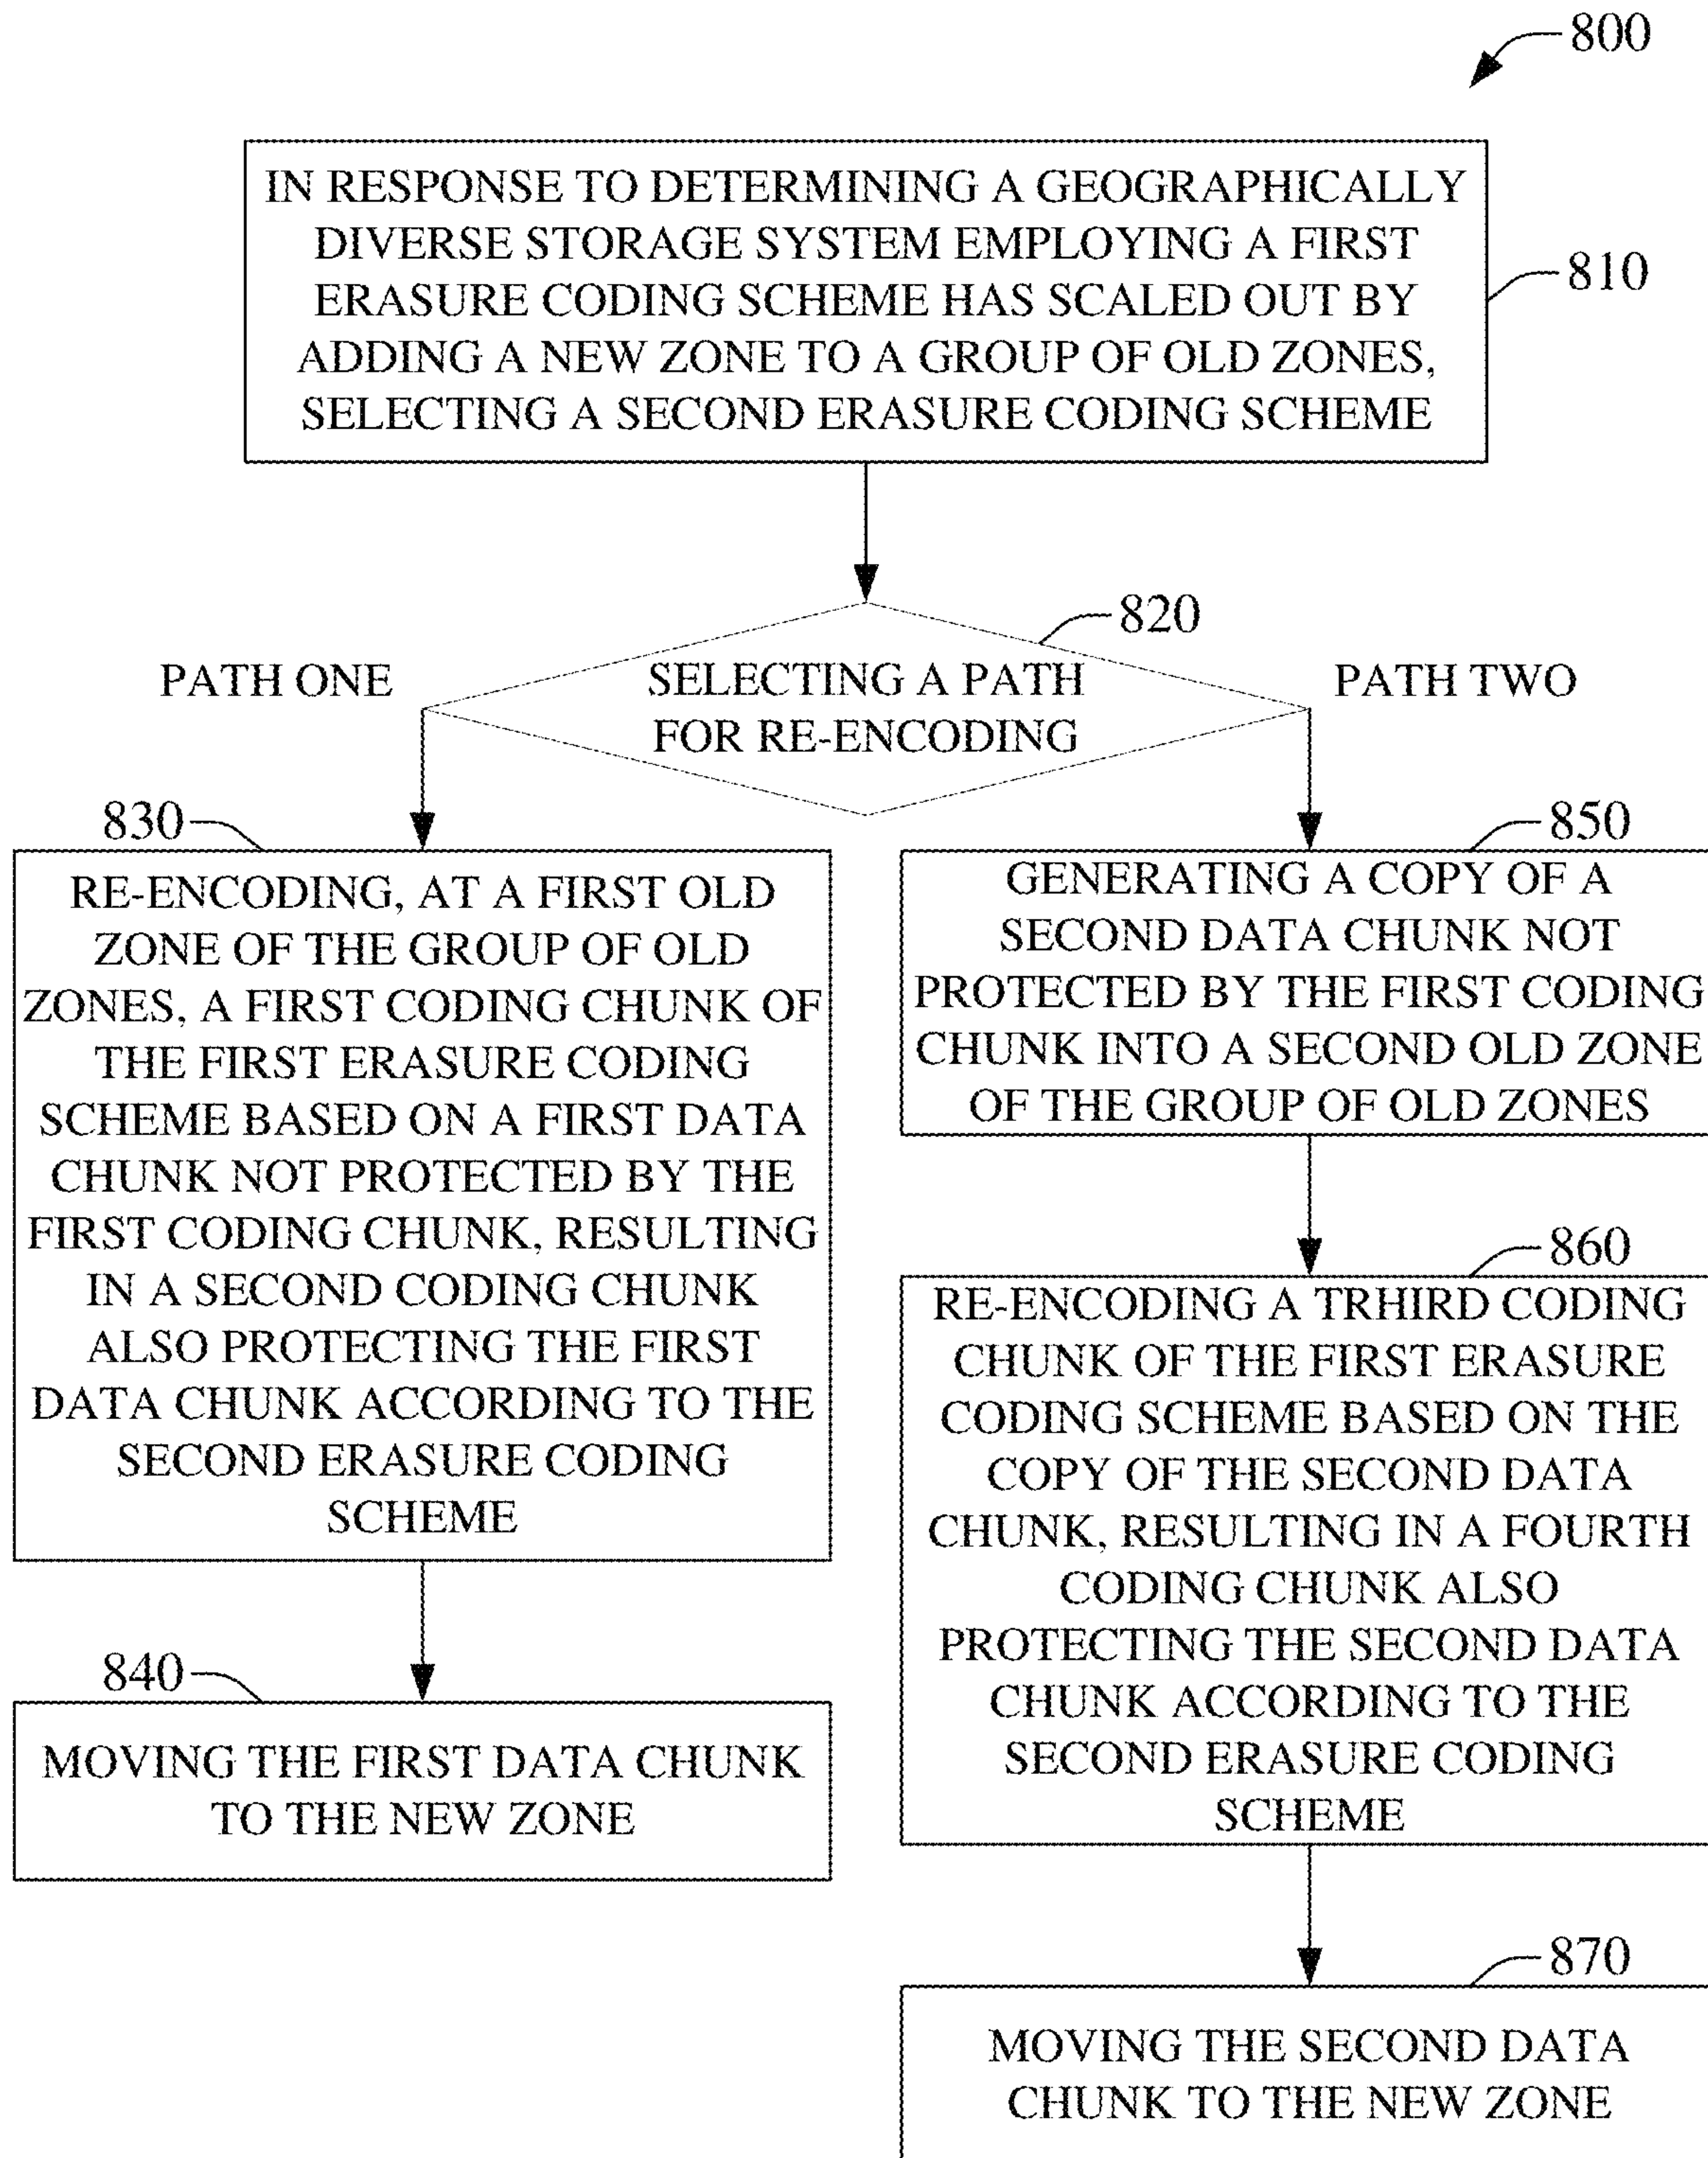 800
IN RESPONSE TO DETERMINING A GEOGRAPHICALLY
DIVERSE STORAGE SYSTEM EMPLOYING A FIRST
ERASURE CODING SCHEME HAS SCALED OUT BY
ADDING A NEW ZONE TO A GROUP OF OLD ZONES,
SELECTING A SECOND ERASURE CODING SCHEME
810
820
PATH ONE
SELECTING A PATH
FOR RE-ENCODING
PATH TWO
830
RE-ENCODING, AT A FIRST OLD
ZONE OF THE GROUP OF OLD
ZONES, A FIRST CODING CHUNK OF
THE FIRST ERASURE CODING
SCHEME BASED ON A FIRST DATA
CHUNK NOT PROTECTED BY THE
FIRST CODING CHUNK, RESULTING
IN A SECOND CODING CHUNK
ALSO PROTECTING THE FIRST
DATA CHUNK ACCORDING TO THE
SECOND ERASURE CODING
SCHEME
840
MOVING THE FIRST DATA CHUNK
TO THE NEW ZONE
850
GENERATING A COPY OF A
SECOND DATA CHUNK NOT
PROTECTED BY THE FIRST CODING
CHUNK INTO A SECOND OLD ZONE
OF THE GROUP OF OLD ZONES
860
RE-ENCODING A TRHIRD CODING
CHUNK OF THE FIRST ERASURE
CODING SCHEME BASED ON THE
COPY OF THE SECOND DATA
CHUNK, RESULTING IN A FOURTH
CODING CHUNK ALSO
PROTECTING THE SECOND DATA
CHUNK ACCORDING TO THE
SECOND ERASURE CODING
SCHEME
870
MOVING THE SECOND DATA
CHUNK TO THE NEW ZONE